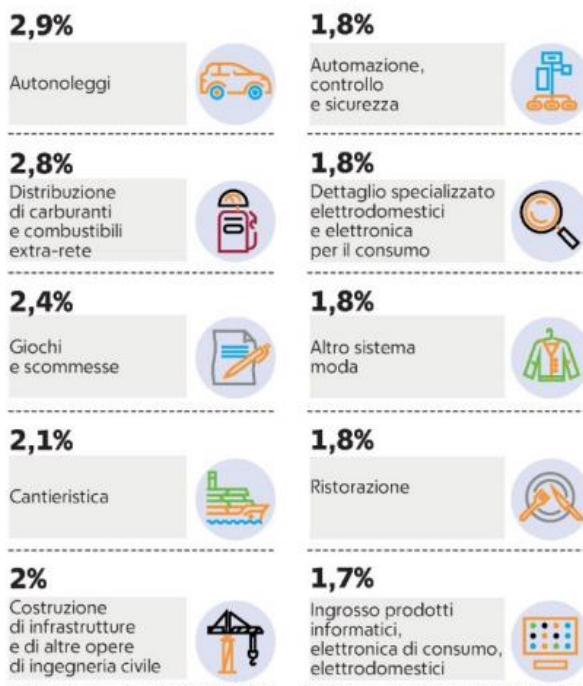 2,9%
Autonoleggi
2,8%
Distribuzione
di carburanti
e combustibili
extra-rete
2,4%
Giochi
e scommesse
2,1%
Cantieristica
2%
Costruzione
di infrastrutture
e di altre opere
di ingegneria civile
1,8%
Automazione,
controllo
e sicurezza
1,8%
Dettaglio specializzato
elettrodomestici
e elettronica
per il consumo
1,8%
Altro sistema
moda
1,8%
Ristorazione
1,7%
Ingrosso prodotti
informatici,
elettronica di consumo,
elettrodomestici